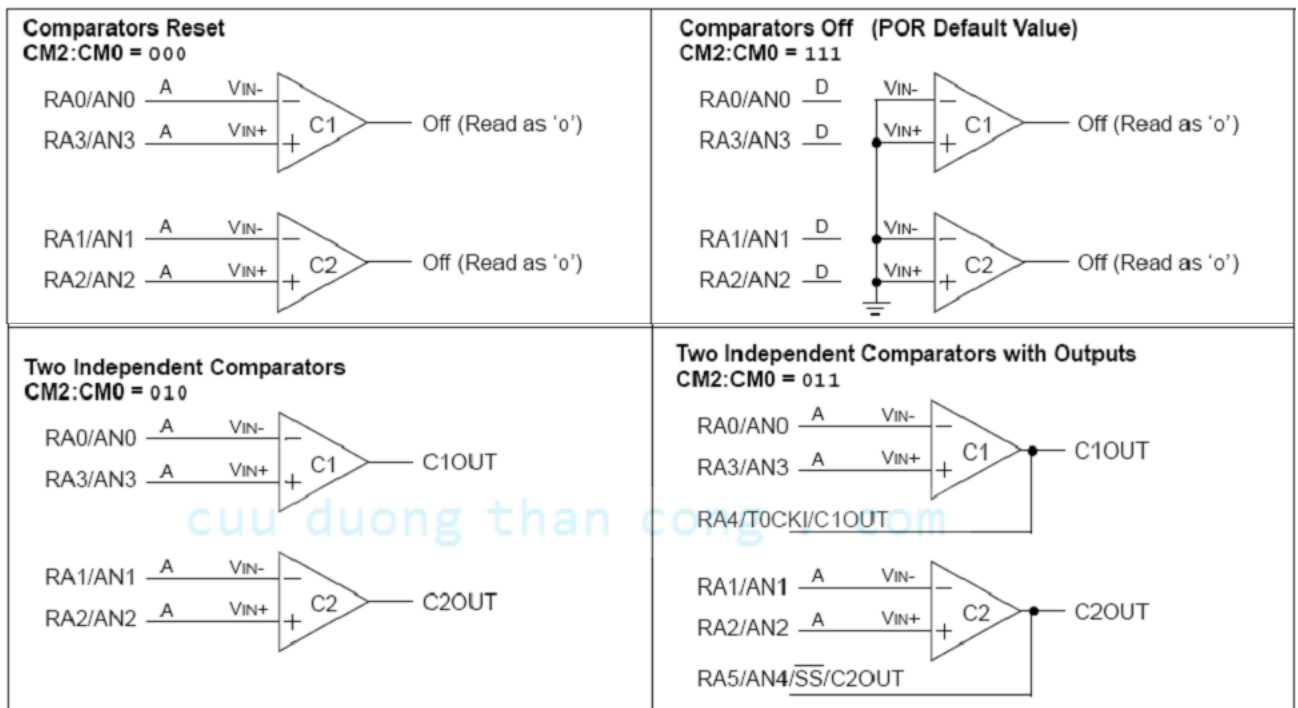 Comparators Reset
CM2:CM0 = 000
RA0/AN0 A VIN- −
RA3/AN3 A VIN+ +
C1
Off (Read as ‘o’)
RA1/AN1 A VIN- −
RA2/AN2 A VIN+ +
C2
Off (Read as ‘o’)
Comparators Off (POR Default Value)
CM2:CM0 = 111
RA0/AN0 D VIN- −
RA3/AN3 D VIN+ +
C1
Off (Read as ‘o’)
RA1/AN1 D VIN- −
RA2/AN2 D VIN+ +
C2
Off (Read as ‘o’)
Two Independent Comparators
CM2:CM0 = 010
RA0/AN0 A VIN- −
RA3/AN3 A VIN+ +
C1
C1OUT
RA1/AN1 A VIN- −
RA2/AN2 A VIN+ +
C2
C2OUT
Two Independent Comparators with Outputs
CM2:CM0 = 011
RA0/AN0 A VIN- −
RA3/AN3 A VIN+ +
C1
C1OUT
RA4/T0CKI/C1OUT
RA1/AN1 A VIN- −
RA2/AN2 A VIN+ +
C2
C2OUT
RA5/AN4/SS/C2OUT
cuu duong than cong . com